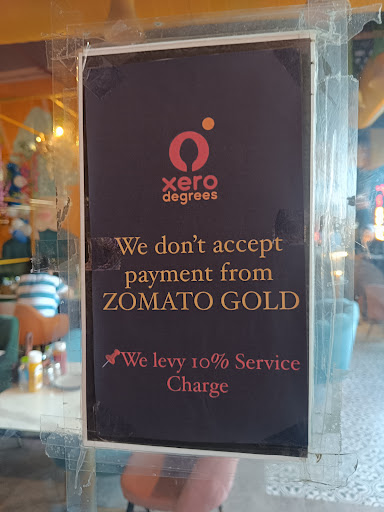 xero
degrees
We don't accept
payment from
ZOMATO GOLD
📌We levy 10% Service
Charge